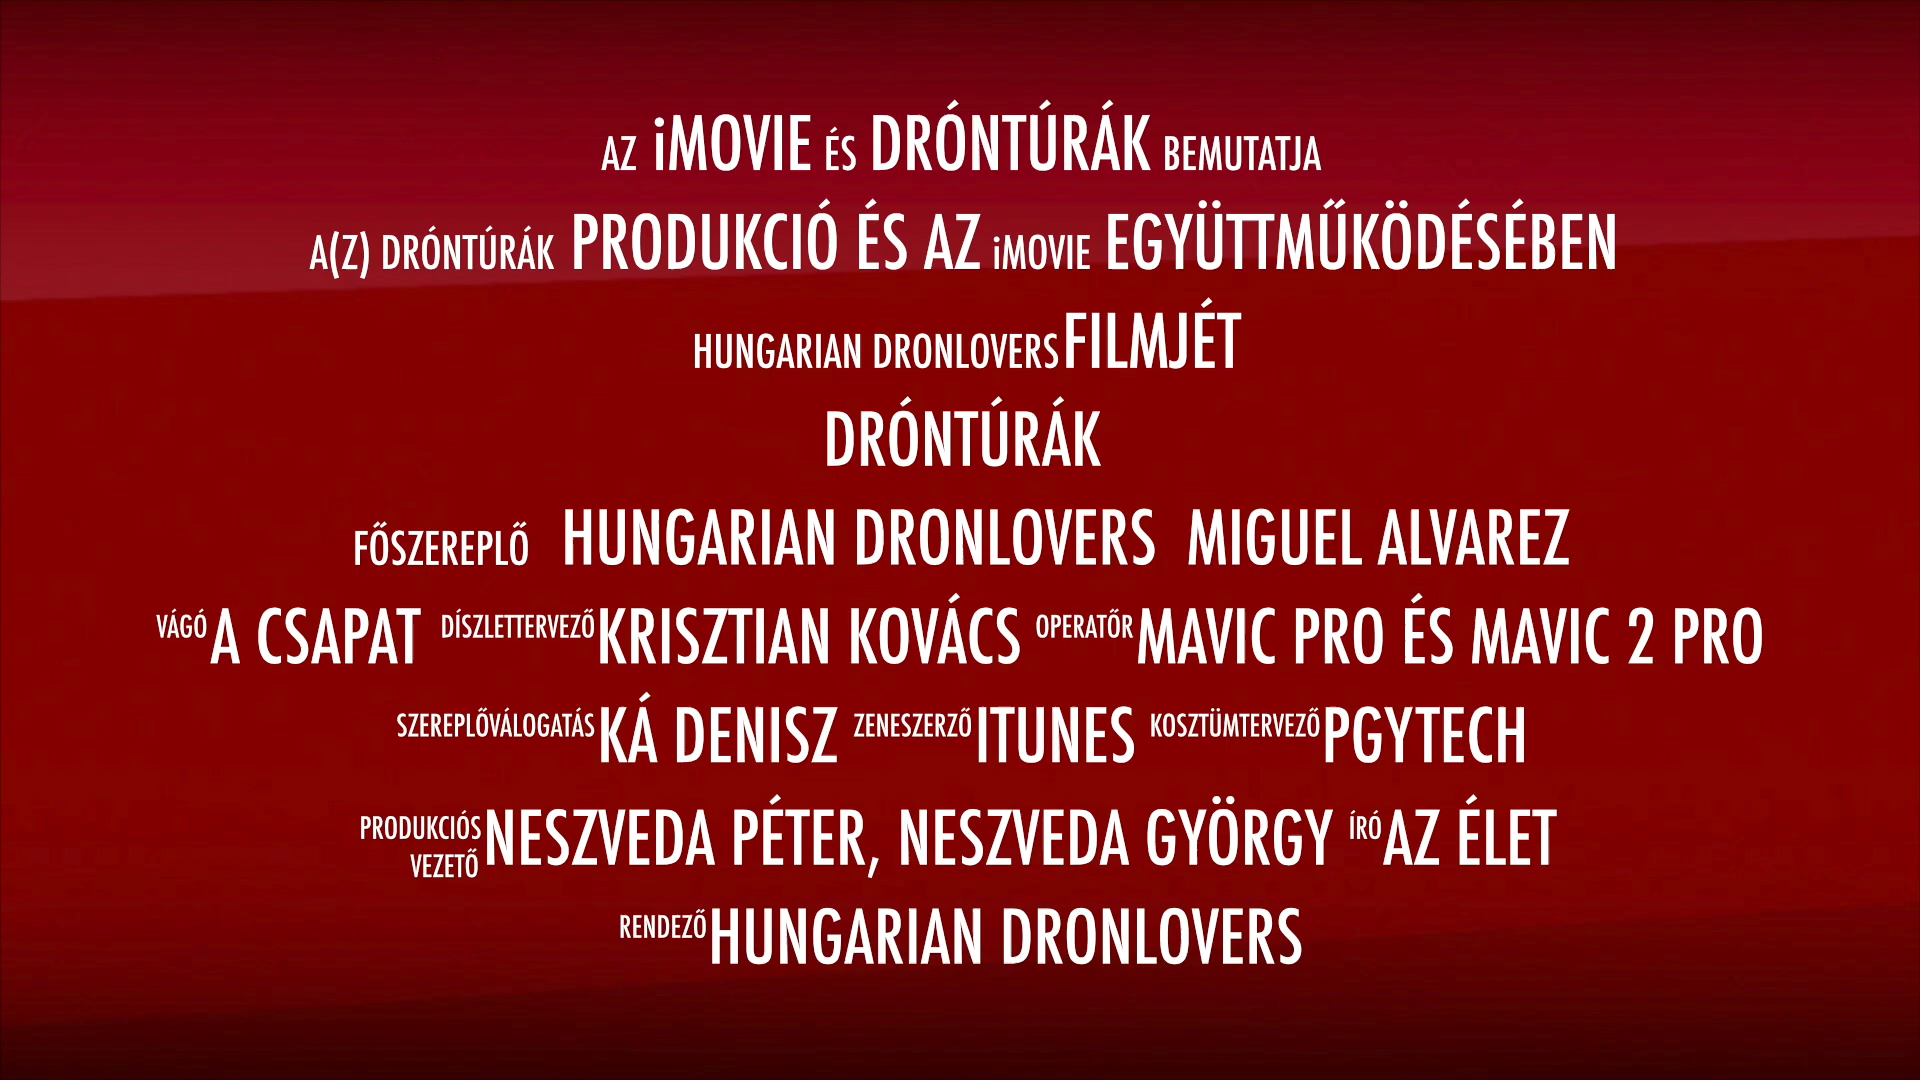 AZ iMOVIE ÉS DRÓNTÚRÁK BEMUTATJA
A(Z) DRÓNTÚRÁK PRODUKCIÓ ÉS AZ iMOVIE EGYÜTTMŰKÖDÉSÉBEN
HUNGARIAN DRONLOVERS FILMJÉT
DRÓNTÚRÁK
FŐSZEREPLŐ HUNGARIAN DRONLOVERS MIGUEL ALVAREZ
VÁGÓ A CSAPAT DÍSZLETTERVEZŐ KRISZTIAN KOVÁCS OPERATŐR MAVIC PRO ÉS MAVIC 2 PRO
SZEREPLŐVÁLOGATÁS KÁ DENISZ ZENESZERZŐ ITUNES KOSZTÜMTERVEZŐ PGYTECH
PRODUKCIÓS VEZETŐ NESZVEDA PÉTER, NESZVEDA GYÖRGY ÍRÓ AZ ÉLET
RENDEZŐ HUNGARIAN DRONLOVERS